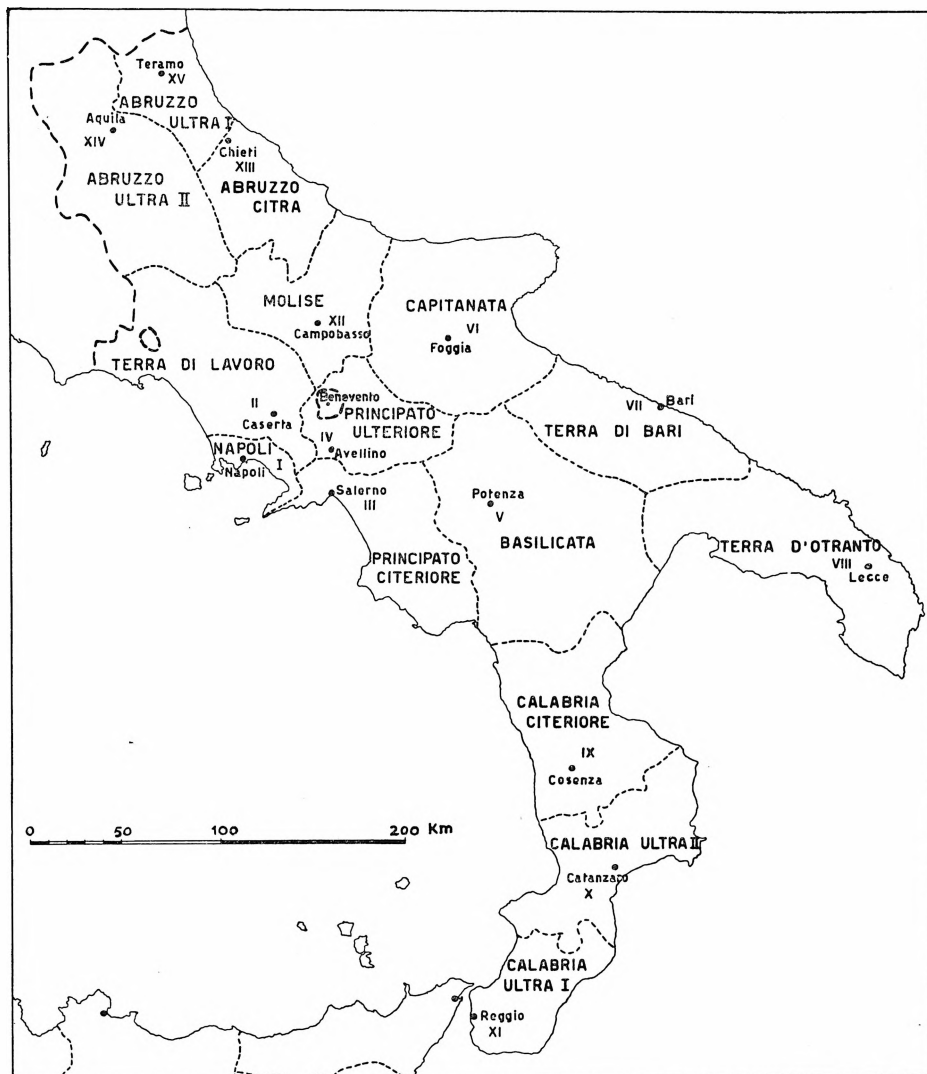 Teramo
XV
ABRUZZO
ULTRA I
Aquila
XIV
Chieti
XIII
ABRUZZO
ULTRA II
ABRUZZO
CITRA
MOLISE
XII
Campobasso
CAPITANATA
VI
Foggia
TERRA DI LAVORO
II
Caserta
Benevento
PRINCIPATO
ULTERIORE
IV
Avellino
VII
Bari
TERRA DI BARI
NAPOLI
I
Napoli
Salerno
III
Potenza
V
BASILICATA
PRINCIPATO
CITERIORE
TERRA D'OTRANTO
VIII
Lecce
CALABRIA
CITERIORE
IX
Cosenza
0 50 100 200 Km
CALABRIA ULTRA II
Catanzaro
X
CALABRIA
ULTRA I
Reggio
XI